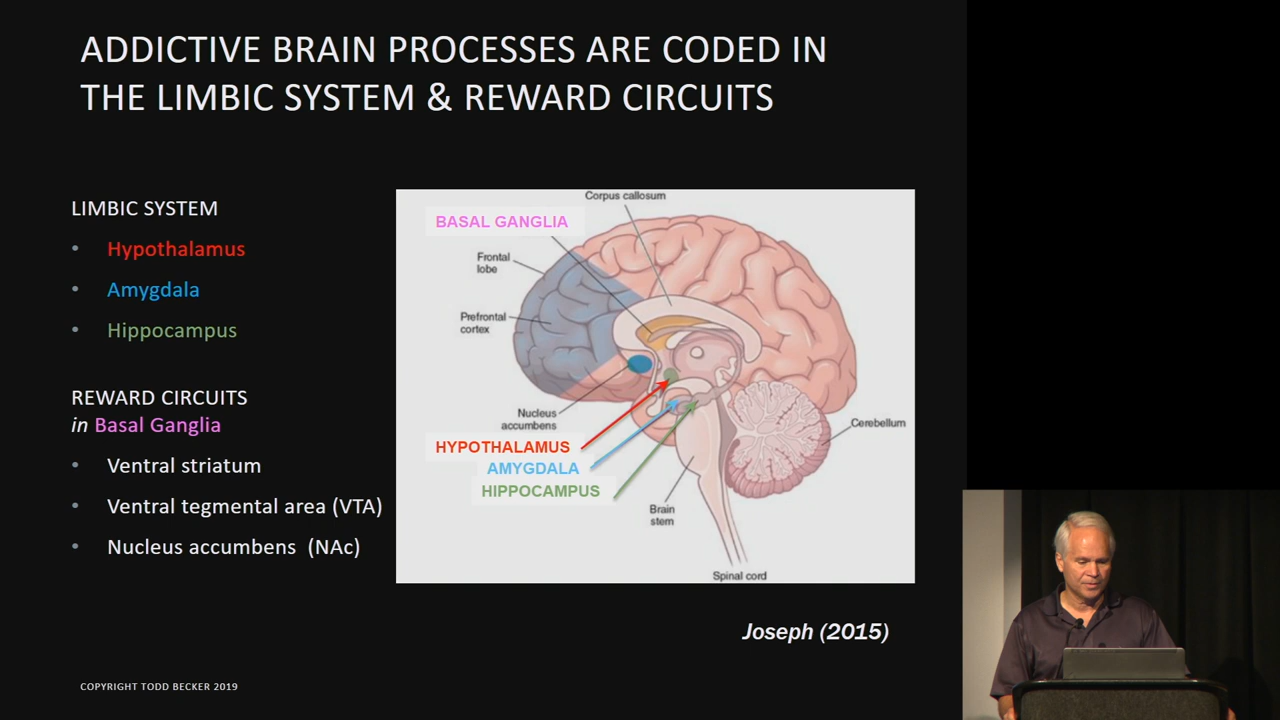 ADDICTIVE BRAIN PROCESSES ARE CODED IN
THE LIMBIC SYSTEM & REWARD CIRCUITS
LIMBIC SYSTEM
• Hypothalamus
• Amygdala
• Hippocampus
REWARD CIRCUITS
in Basal Ganglia
• Ventral striatum
• Ventral tegmental area (VTA)
• Nucleus accumbens (NAc)
Corpus callosum
BASAL GANGLIA
Frontal
lobe
Prefrontal
cortex
Nucleus
accumbens
Cerebellum
HYPOTHALAMUS
AMYGDALA
HIPPOCAMPUS
Brain
stem
Spinal cord
Joseph (2015)
COPYRIGHT TODD BECKER 2019